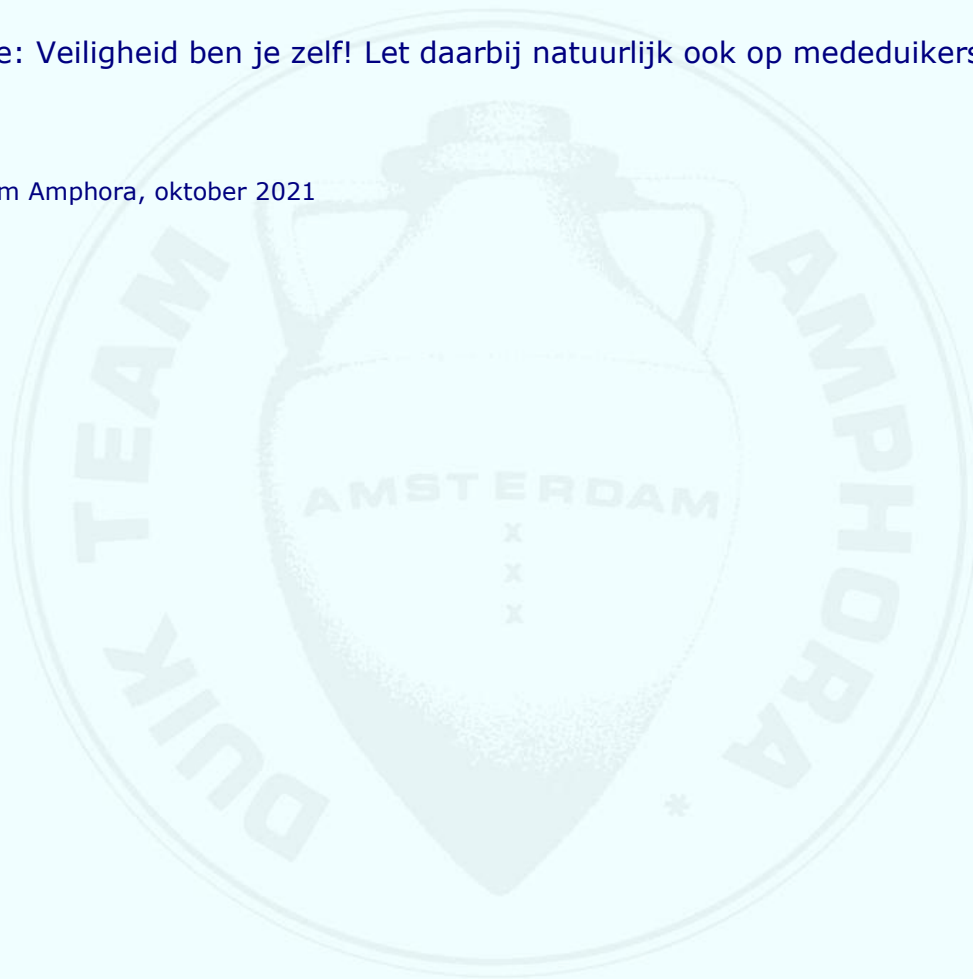 e: Veiligheid ben je zelf! Let daarbij natuurlijk ook op mededuikers
m Amphora, oktober 2021
DUIK TEAM AMPHORA *
AMSTERDAM
X
X
X